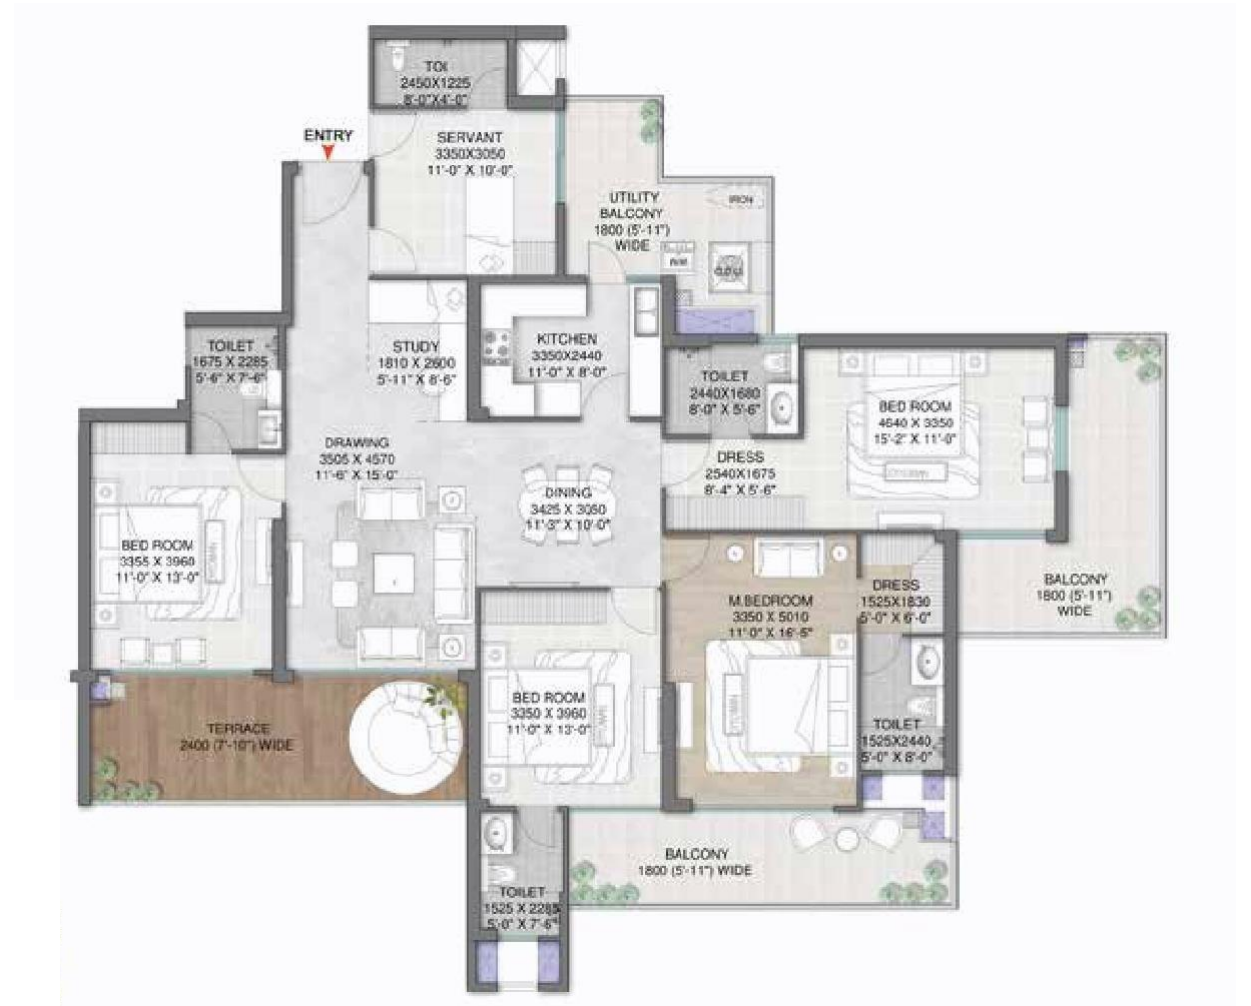 TOI
2450X1225
8'-0"X4'-0"
ENTRY
SERVANT
3350X3050
11'-0" X 10'-0"
UTILITY
BALCONY
1800 (5'-11")
WIDE
IRON
W/M
TOILET
1675 X 2285
5'-6" X 7'-6"
STUDY
1810 X 2600
5'-11" X 8'-6"
KITCHEN
3350X2440
11'-0" X 8'-0"
TOILET
2440X1680
8'-0" X 5'-6"
BED ROOM
4640 X 3350
15'-2" X 11'-0"
DRAWING
3505 X 4570
11'-6" X 15'-0"
DRESS
2540X1675
8'-4" X 5'-6"
DINING
3425 X 3050
11'-3" X 10'-0"
BED ROOM
3355 X 3960
11'-0" X 13'-0"
M.BEDROOM
3350 X 5010
11'-0" X 16'-5"
DRESS
1525X1830
5'-0" X 6'-0"
BALCONY
1800 (5'-11")
WIDE
BED ROOM
3350 X 3960
11'-0" X 13'-0"
TERRACE
2400 (7'-10") WIDE
TOILET
1525X2440
5'-0" X 8'-0"
BALCONY
1800 (5'-11") WIDE
TOILET
1525 X 2285
5'-0" X 7'-6"